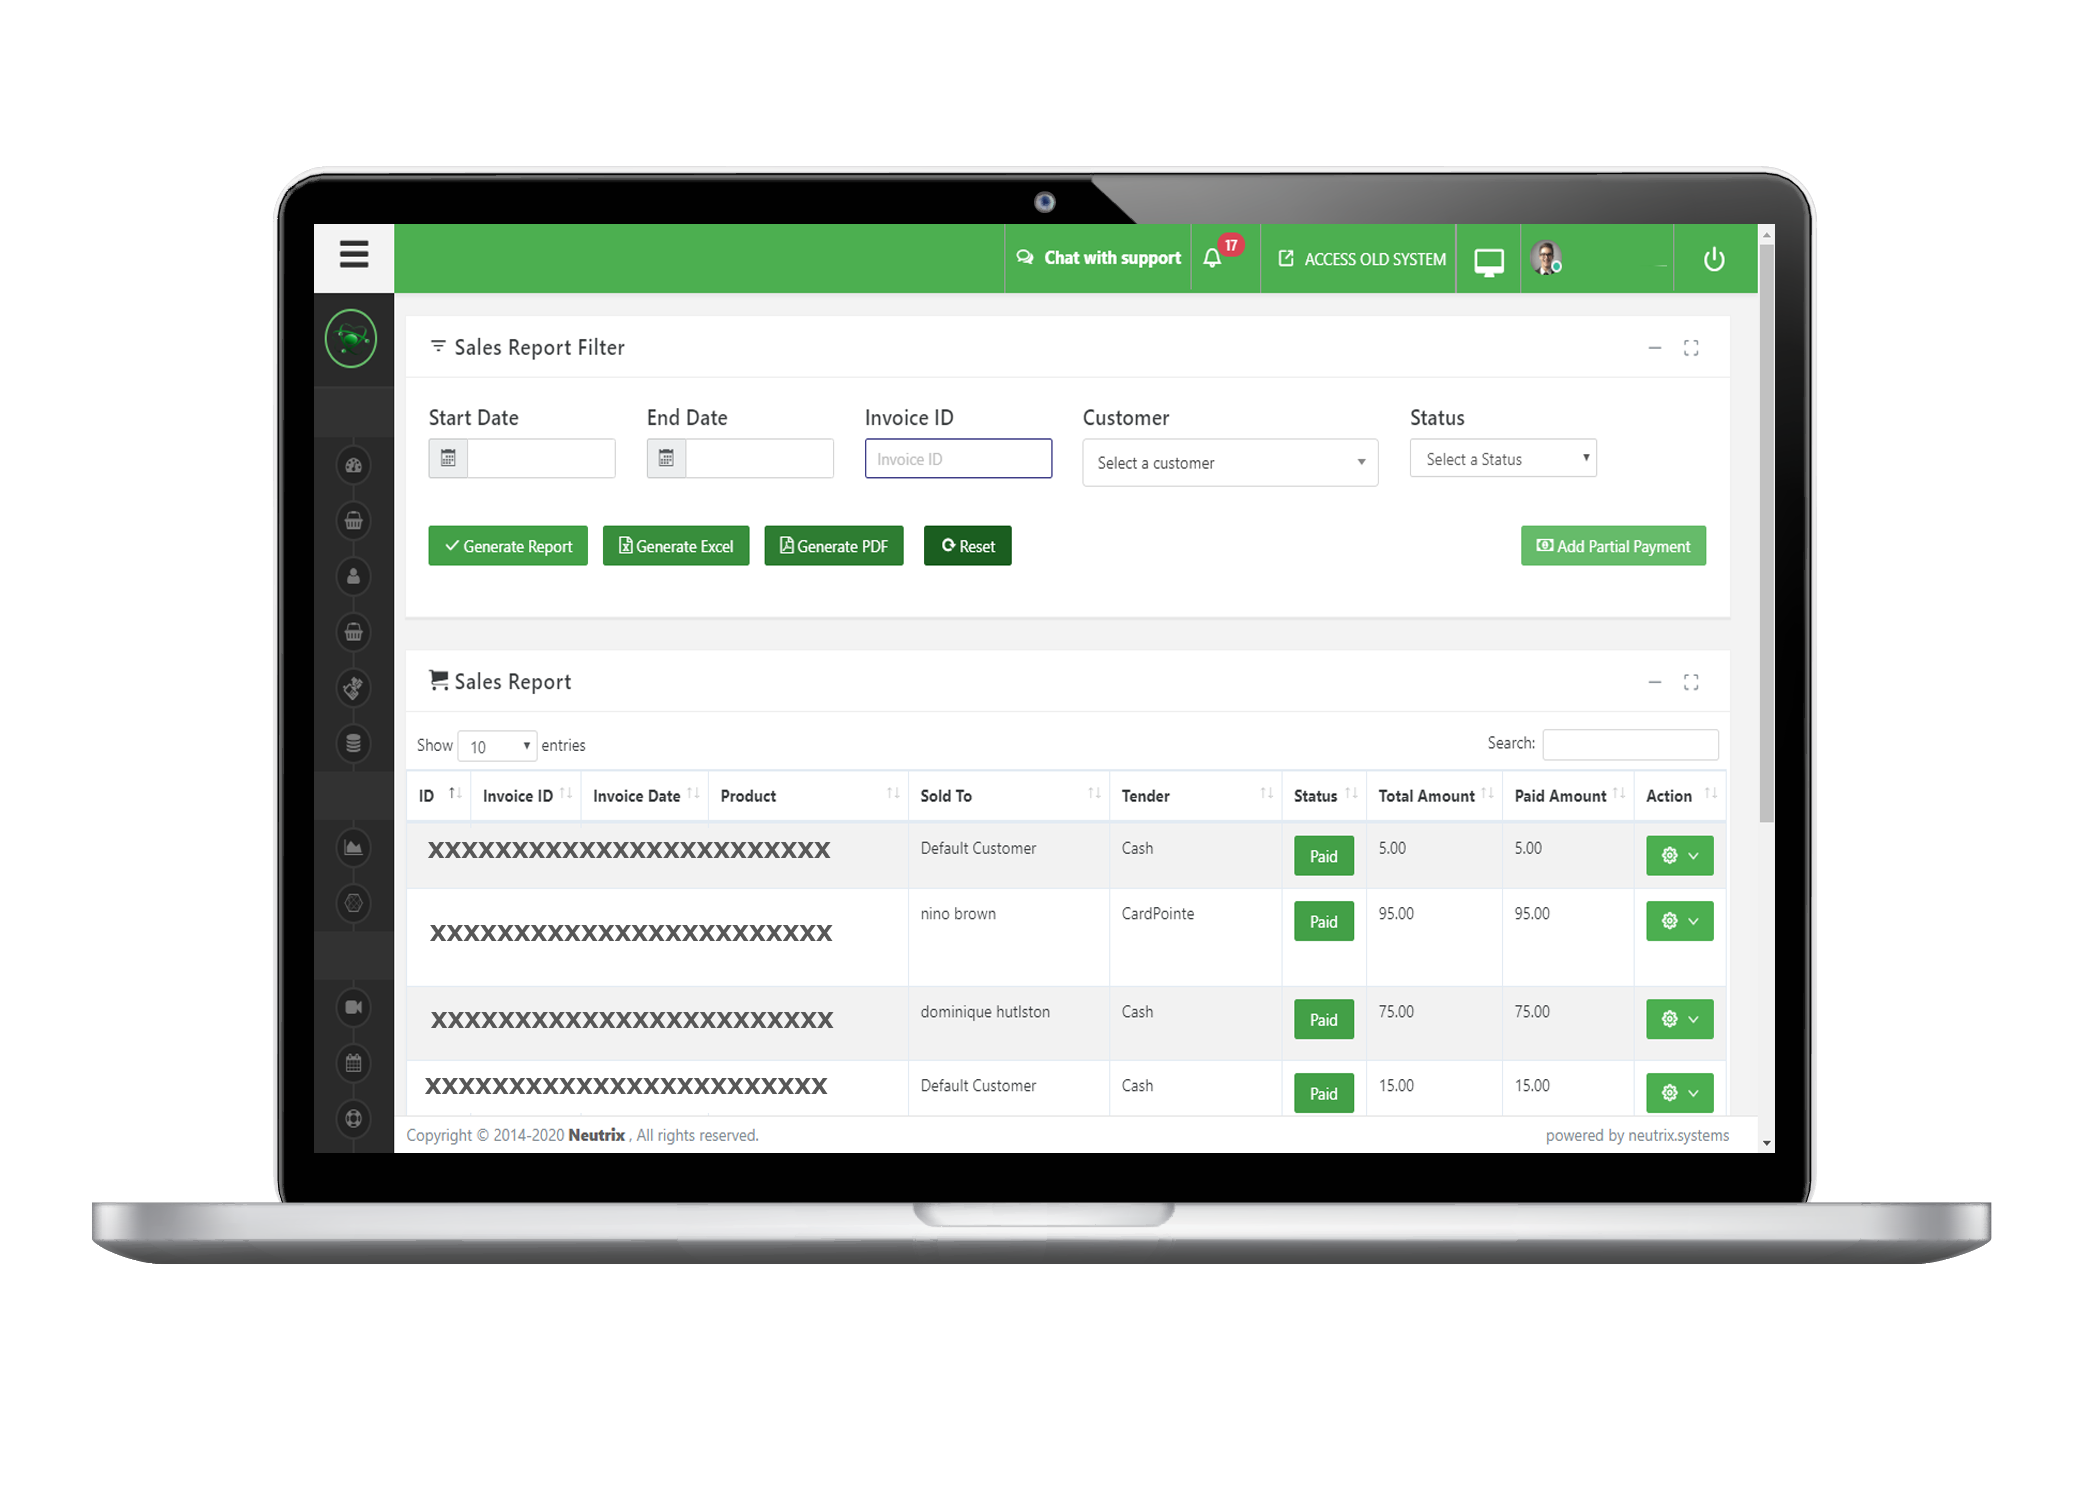 Chat with support 17 ACCESS OLD SYSTEM
Sales Report Filter
Start Date End Date Invoice ID Customer Status
Invoice ID Select a customer Select a Status
Generate Report Generate Excel Generate PDF Reset Add Partial Payment
Sales Report
Show 10 entries Search:
ID Invoice ID Invoice Date Product Sold To Tender Status Total Amount Paid Amount Action
XXXXXXXXXXXXXXXXXXXXXXXX Default Customer Cash Paid 5.00 5.00
XXXXXXXXXXXXXXXXXXXXXXXX nino brown CardPointe Paid 95.00 95.00
XXXXXXXXXXXXXXXXXXXXXXXX dominique hutlston Cash Paid 75.00 75.00
XXXXXXXXXXXXXXXXXXXXXXXX Default Customer Cash Paid 15.00 15.00
Copyright © 2014-2020 Neutrix , All rights reserved. powered by neutrix.systems